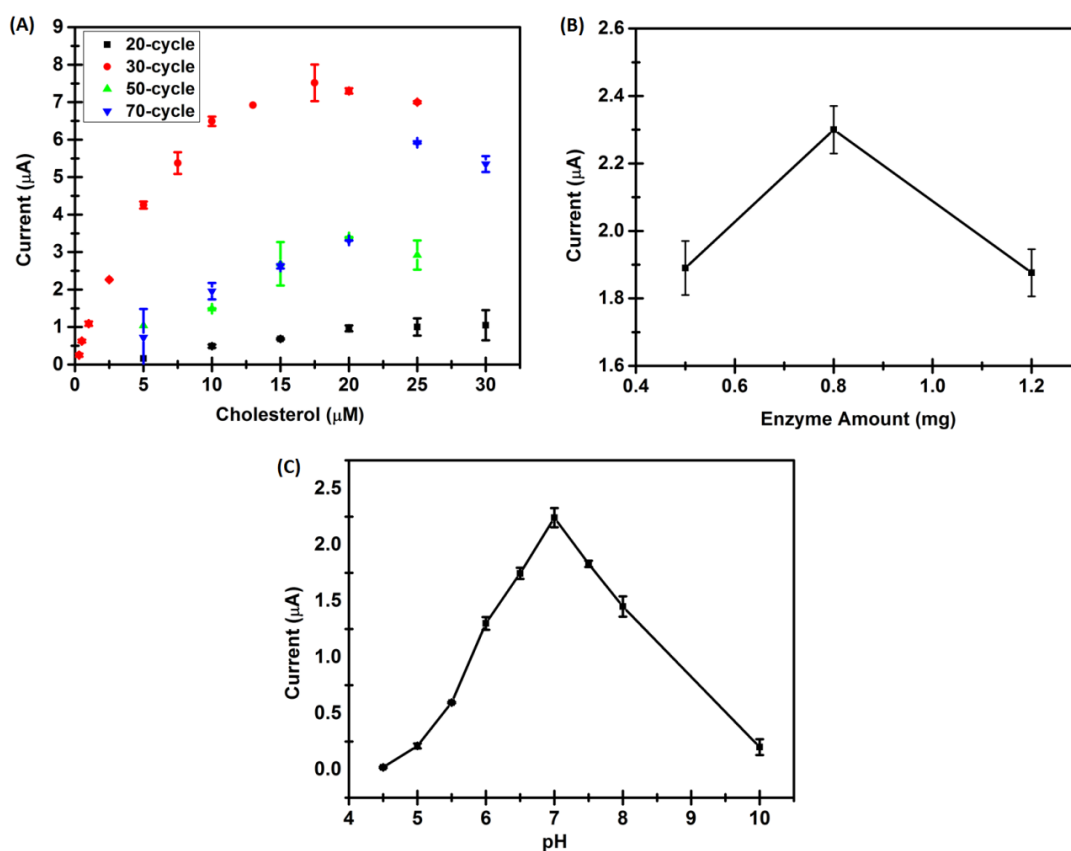 (A)
9
8
7
6
5
4
3
2
1
0
20-cycle
30-cycle
50-cycle
70-cycle
Current (μA)
0 5 10 15 20 25 30
Cholesterol (μM)
(B)
2.6
2.4
2.2
2.0
1.8
1.6
Current (μA)
0.4 0.6 0.8 1.0 1.2
Enzyme Amount (mg)
(C)
2.5
2.0
1.5
1.0
0.5
0.0
Current (μA)
4 5 6 7 8 9 10
pH